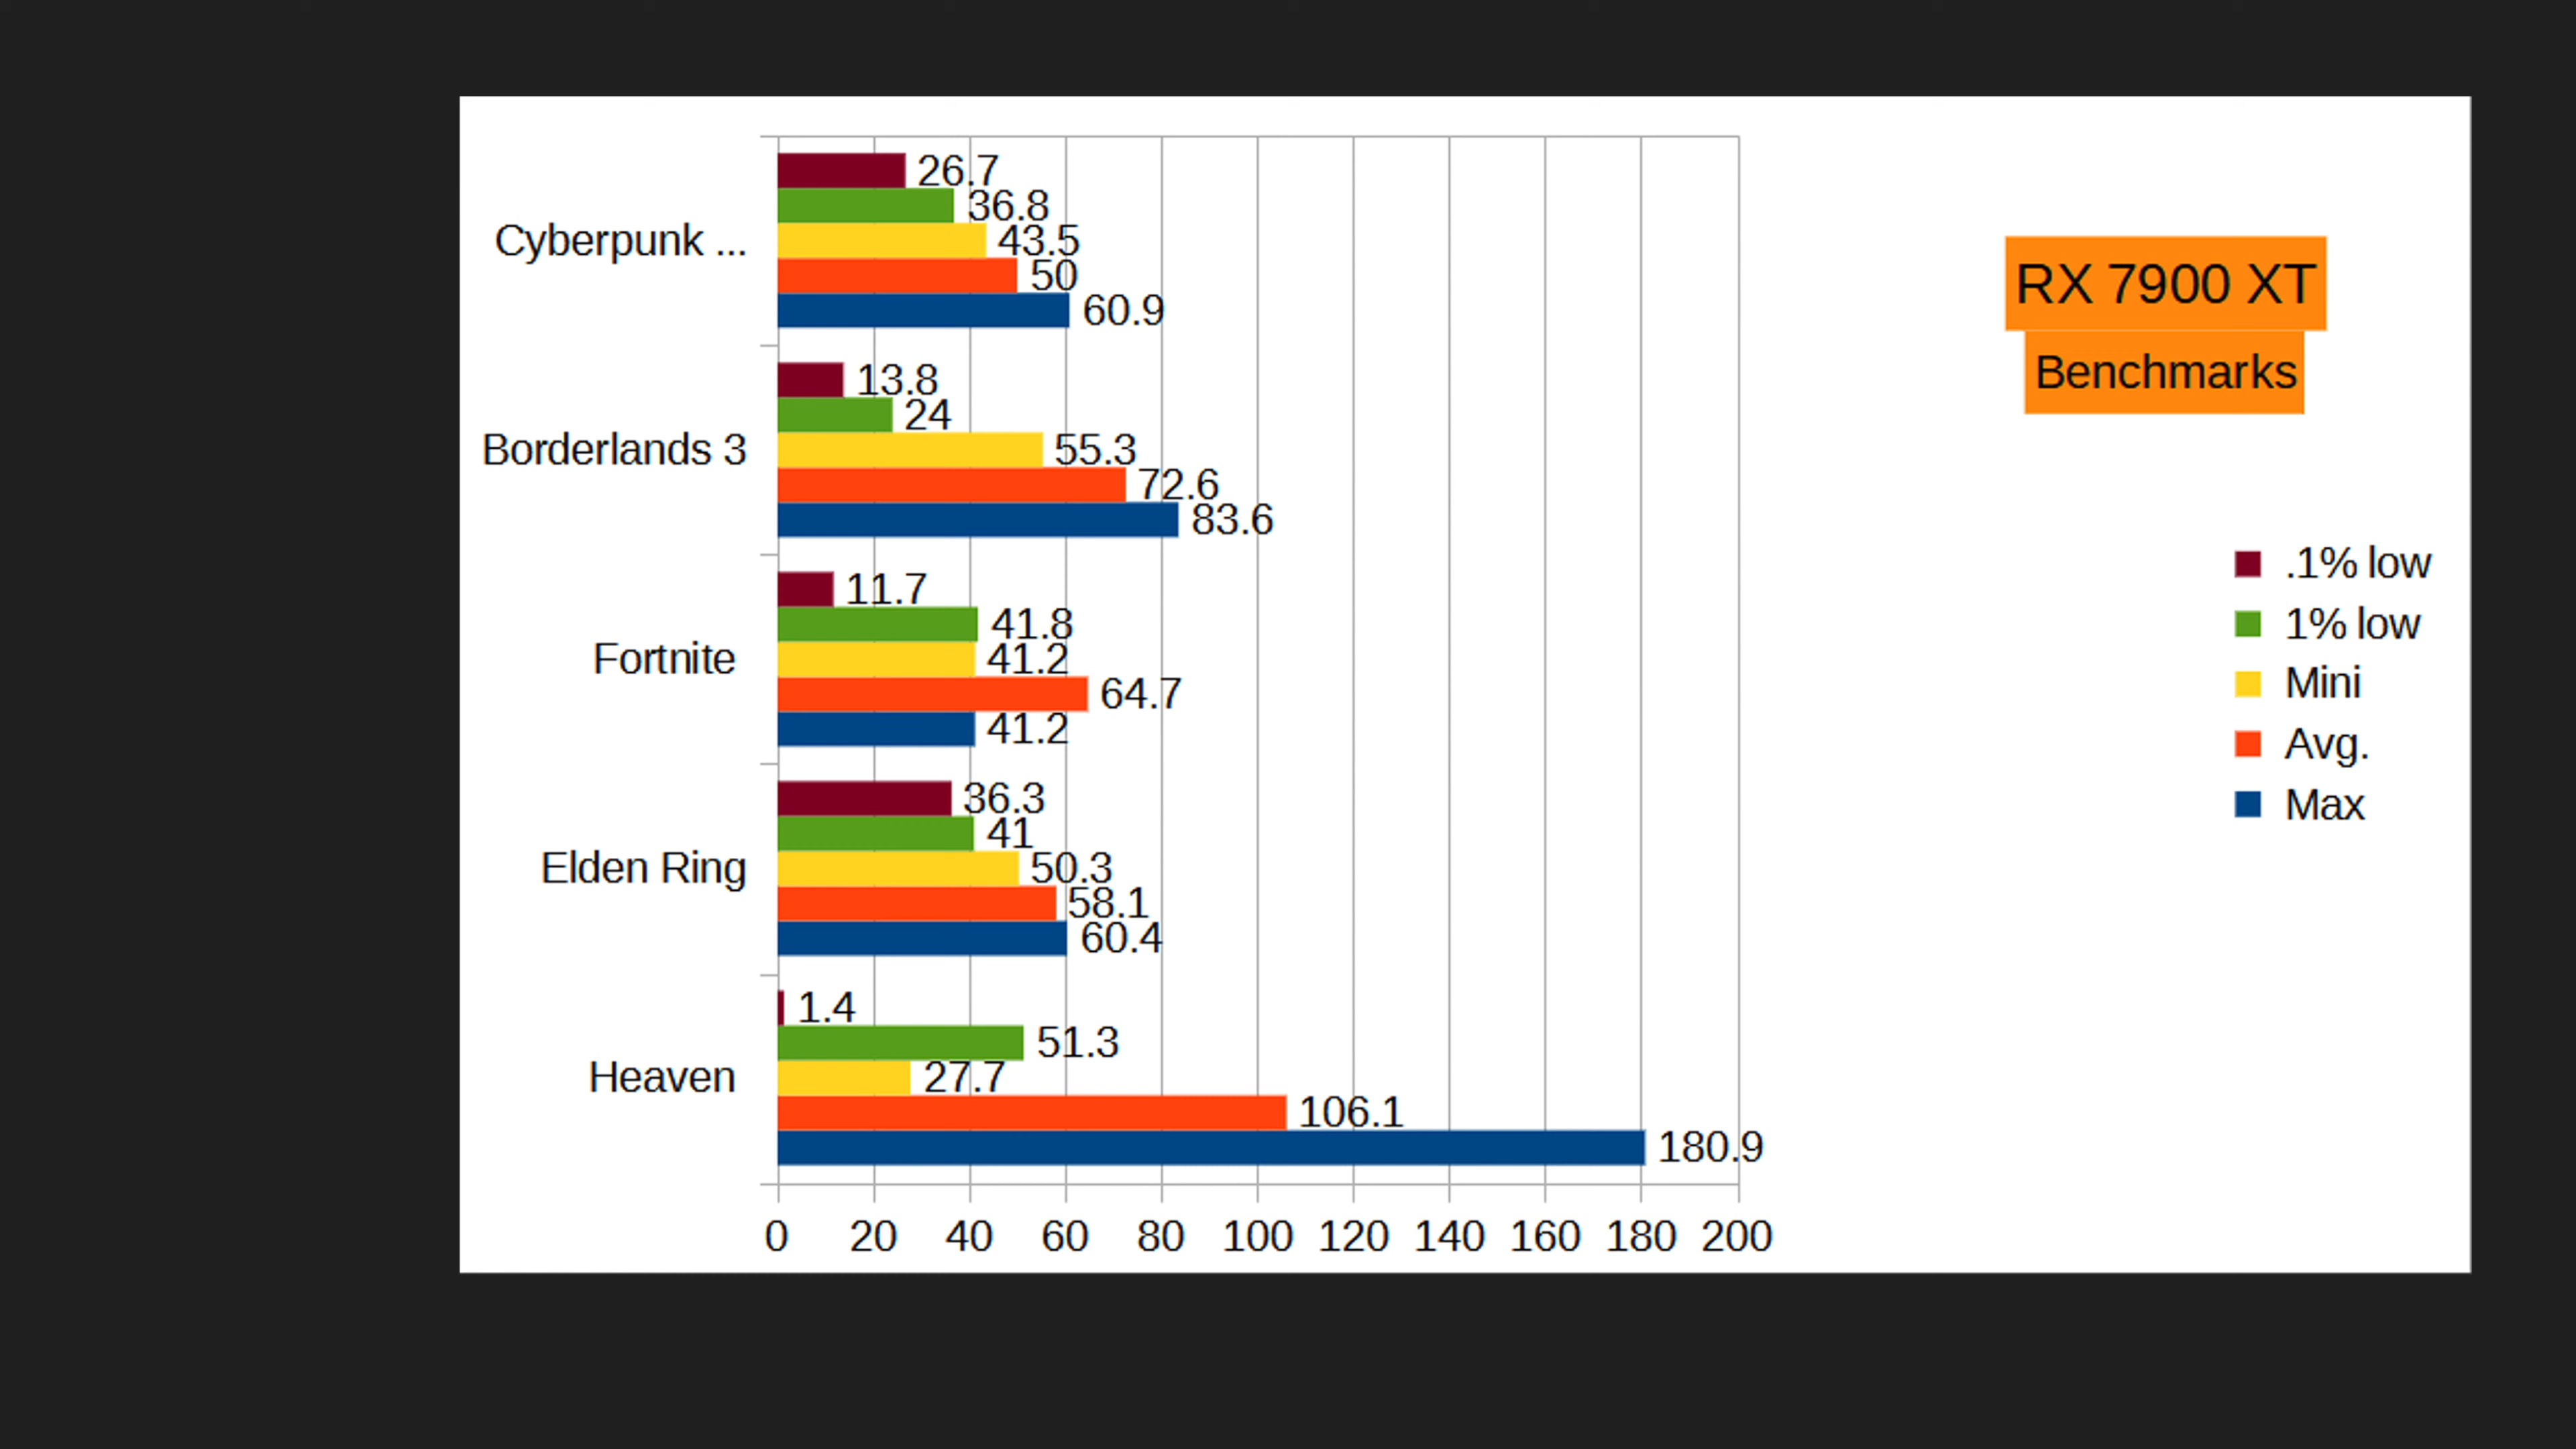 26.7
36.8
Cyberpunk ...
43.5
50
60.9
13.8
24
Borderlands 3
55.3
72.6
83.6
11.7
41.8
Fortnite
41.2
64.7
41.2
36.3
41
Elden Ring
50.3
58.1
60.4
1.4
51.3
Heaven
27.7
106.1
180.9
0 20 40 60 80 100 120 140 160 180 200
RX 7900 XT
Benchmarks
.1% low
1% low
Mini
Avg.
Max